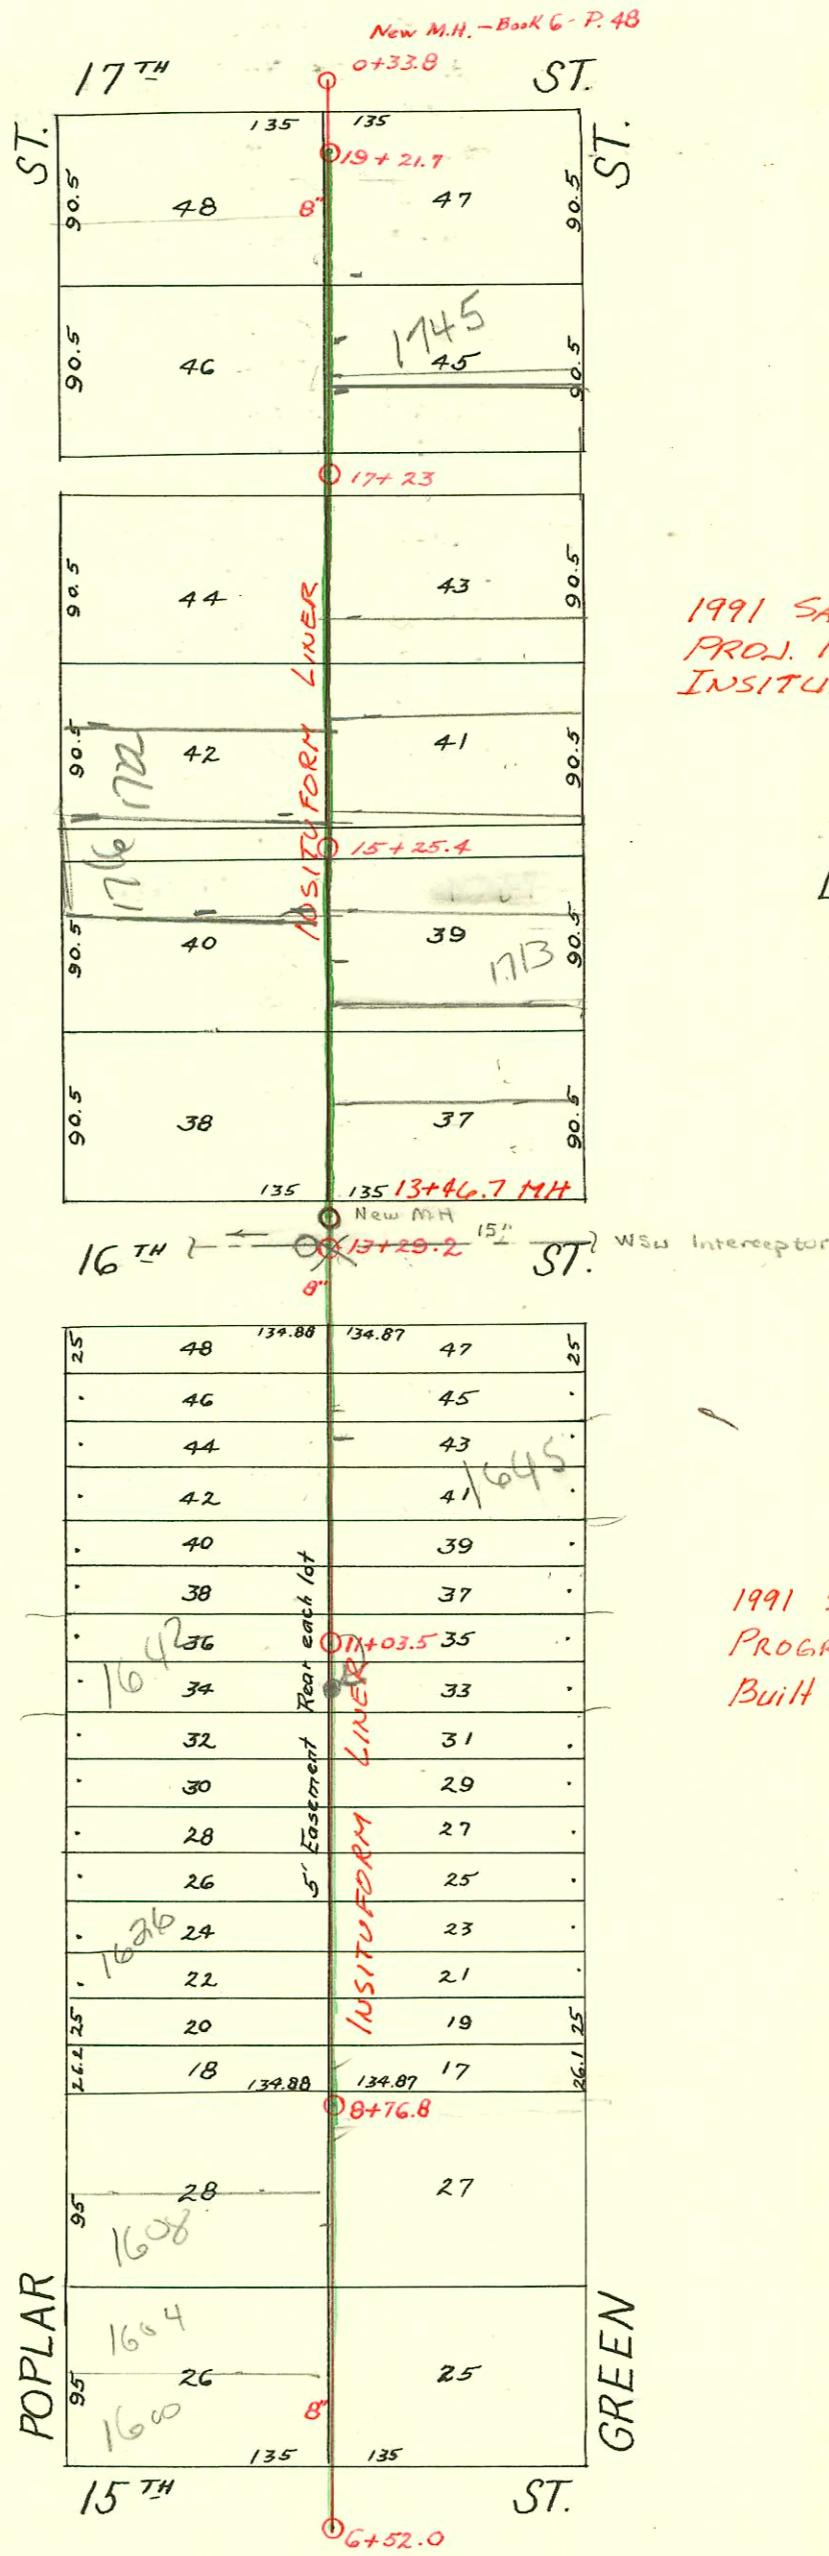 New M.H. - Book 6 - P. 48
0+33.8
17TH ST.
ST. ST.
135 135
19 + 21.7
90.5 48 8" 47 90.5
1745
90.5 46 45 90.5
17+ 23
90.5 44 43 90.5
INSITUFORM LINER
1991
PROJ.
90.5 42 41 90.5
1722
15+25.4
1716
90.5 40 39 90.5
1713
90.5 38 37 90.5
135 135 13+46.7 MH
New MH
16TH 13+29.2 15" ST. WSW Interceptor
8"
134.88 134.87
25 48 47 25
46 45
44 43
1645
42 41
40 39
38 37
1642
36 11+03.5 35
34 33
32 31
30 29
28 27
26 25
5' Easement Rear each lot
INSITUFORM LINER
1991
Built
24 23
1626
22 21
25 20 19 25
26.2 18 17 26.1
134.88 134.87
8+76.8
95 28 27
1608
1604
95 26 25
1600
8"
135 135
POPLAR GREEN
15TH ST.
6+52.0